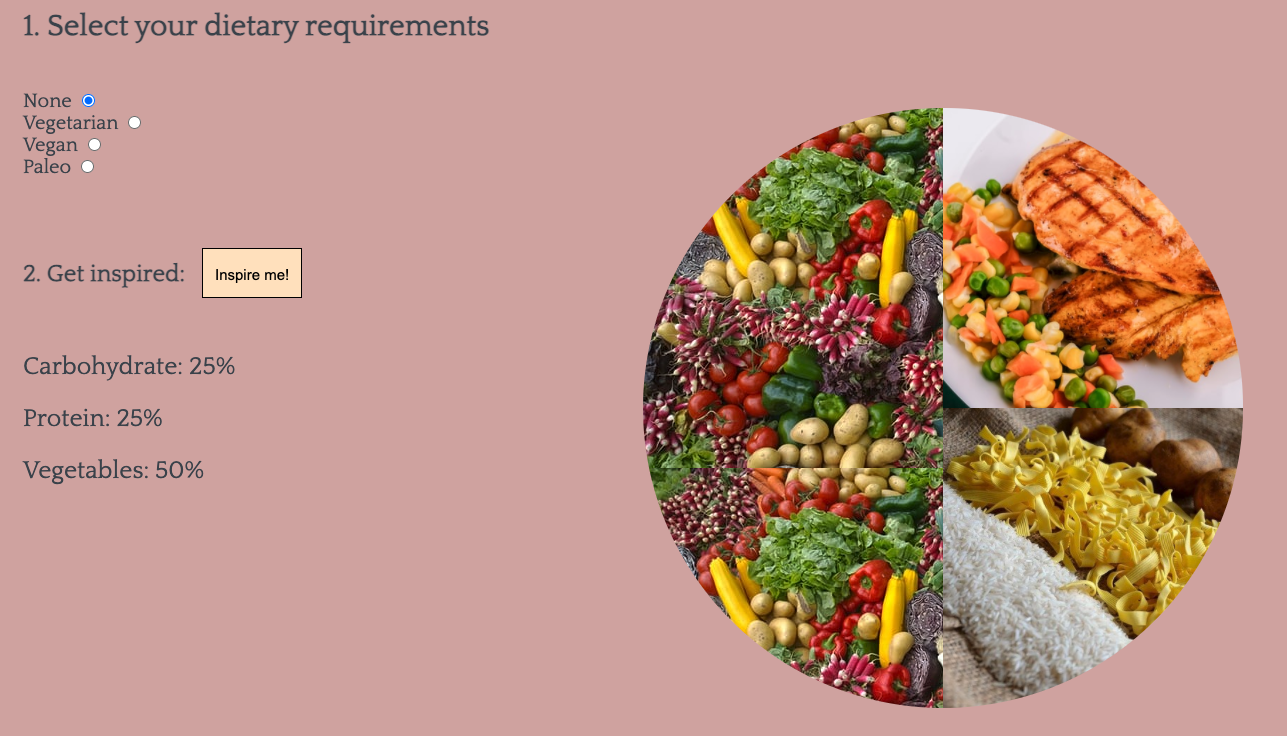 1. Select your dietary requirements
None
Vegetarian
Vegan
Paleo
2. Get inspired: Inspire me!
Carbohydrate: 25%
Protein: 25%
Vegetables: 50%